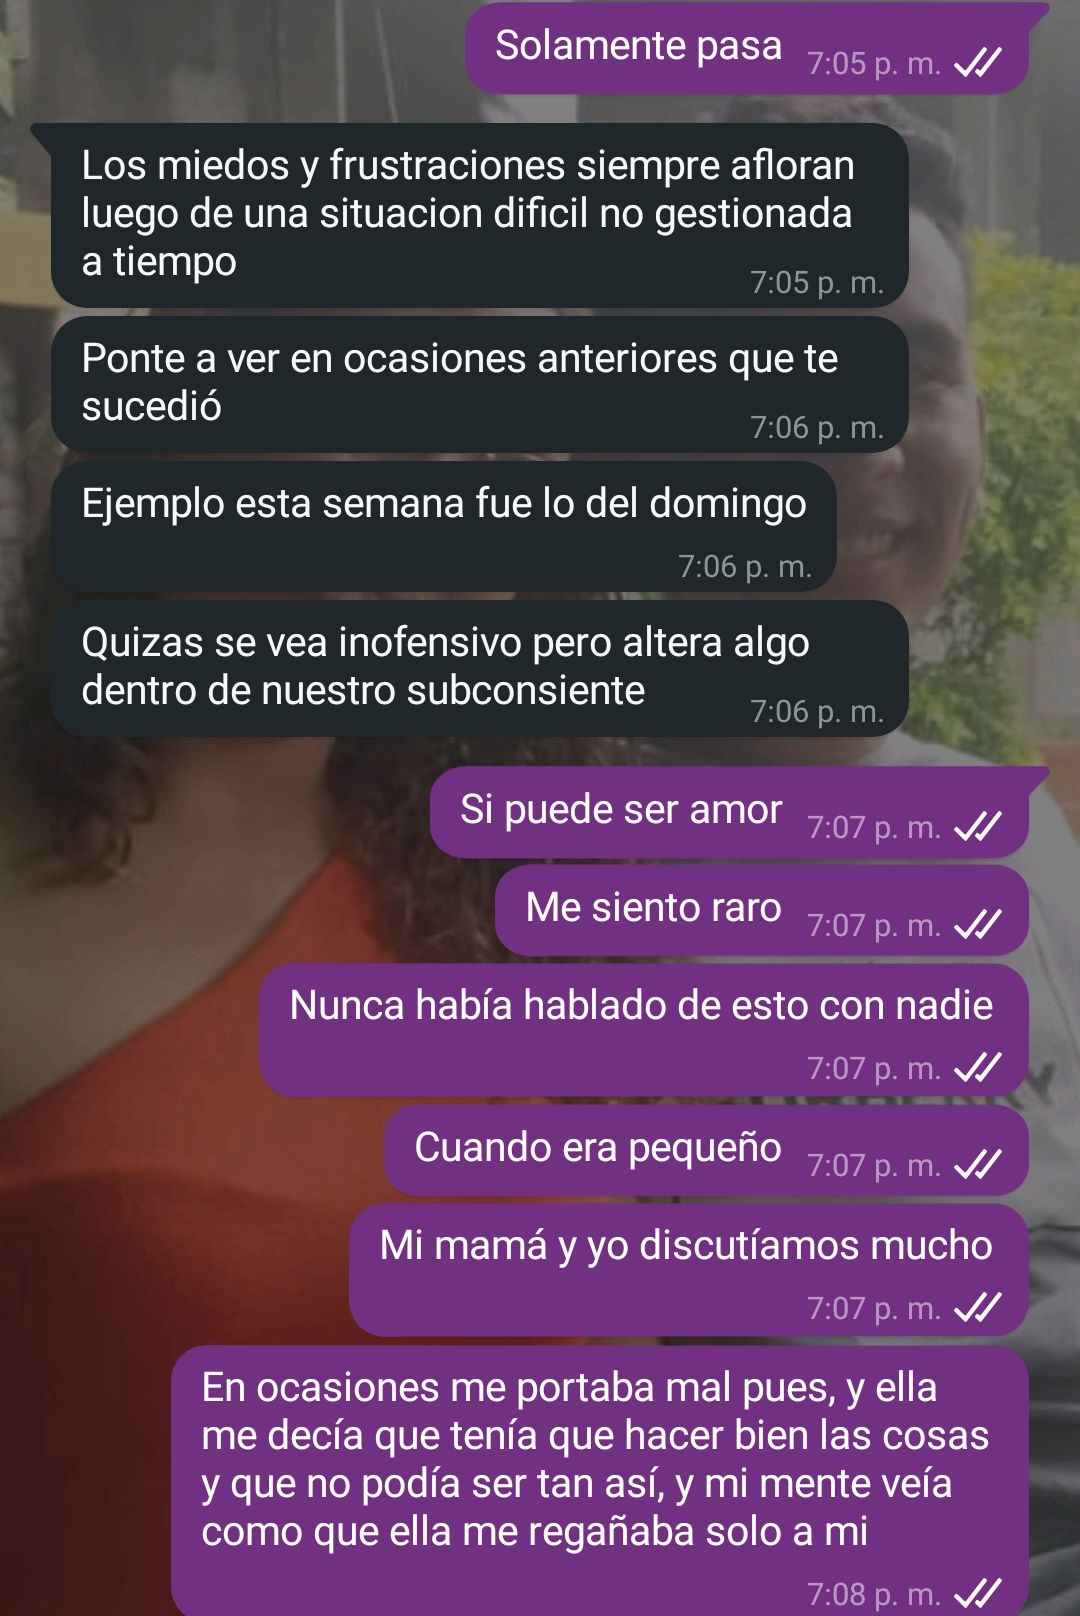 Solamente pasa
7:05 p. m.
Los miedos y frustraciones siempre afloran
luego de una situacion dificil no gestionada
a tiempo
7:05 p. m.
Ponte a ver en ocasiones anteriores que te
sucedió
7:06 p. m.
Ejemplo esta semana fue lo del domingo
7:06 p. m.
Quizas se vea inofensivo pero altera algo
dentro de nuestro subconsiente
7:06 p. m.
Si puede ser amor
7:07 p. m.
Me siento raro
7:07 p. m.
Nunca había hablado de esto con nadie
7:07 p. m.
Cuando era pequeño
7:07 p. m.
Mi mamá y yo discutíamos mucho
7:07 p. m.
En ocasiones me portaba mal pues, y ella
me decía que tenía que hacer bien las cosas
y que no podía ser tan así, y mi mente veía
como que ella me regañaba solo a mi
7:08 p. m.